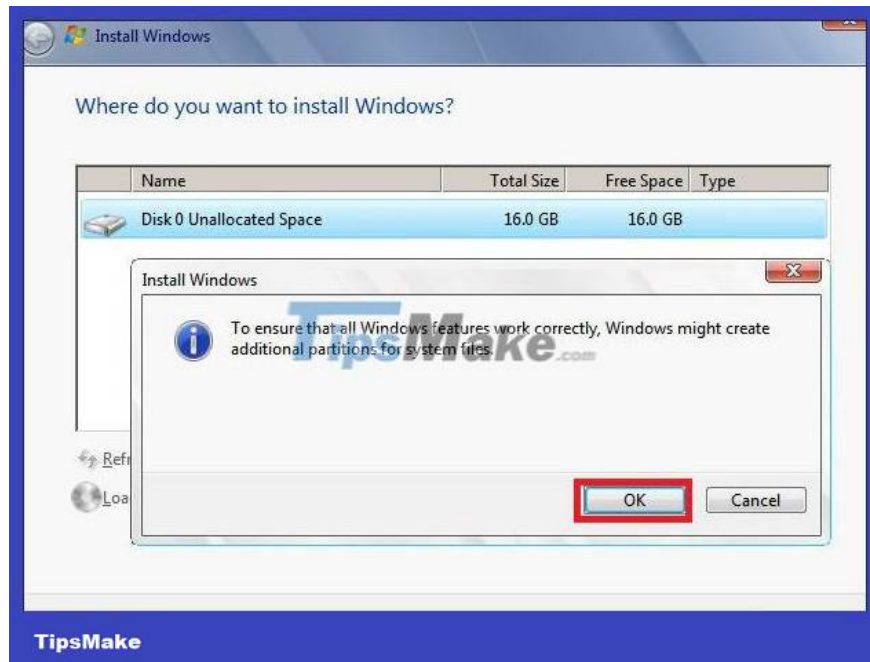 Install Windows
Where do you want to install Windows?
Name Total Size Free Space Type
Disk 0 Unallocated Space 16.0 GB 16.0 GB
Install Windows
To ensure that all Windows features work correctly, Windows might create
additional partitions for system files.
TipsMake.com
Refr
Loa
OK Cancel
TipsMake